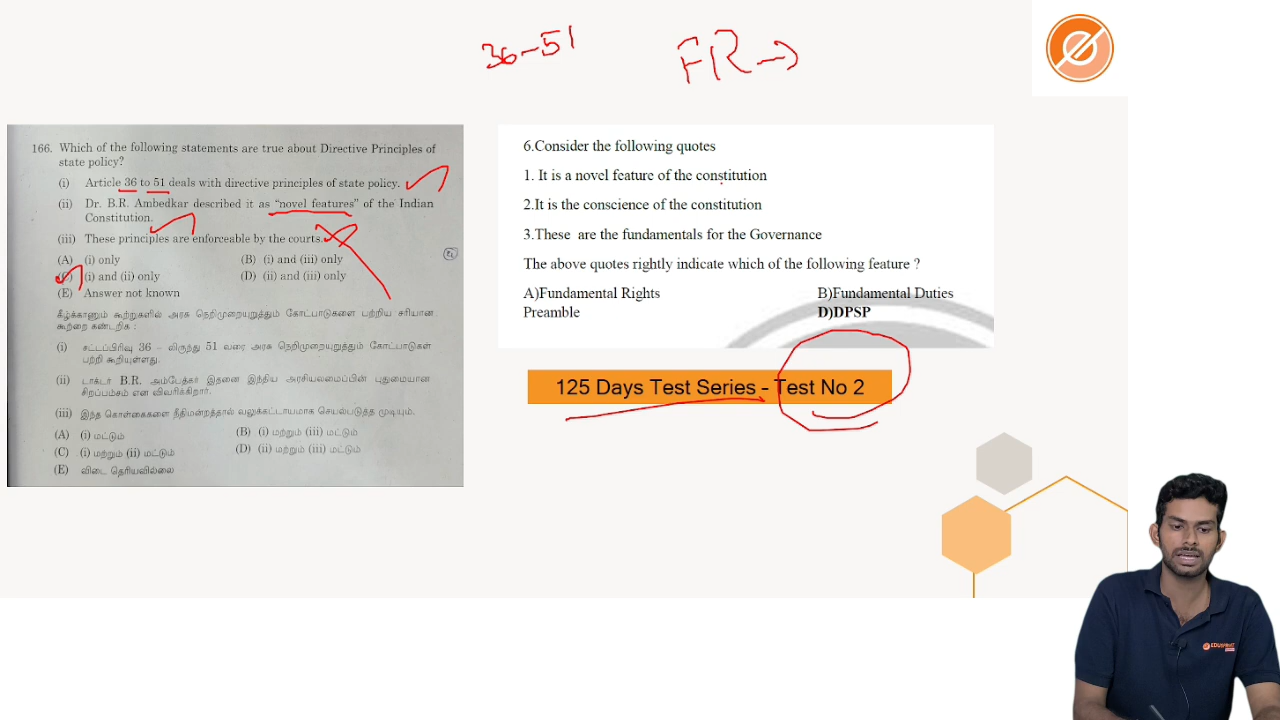 36-51
FR →
166. Which of the following statements are true about Directive Principles of
state policy?
(i) Article 36 to 51 deals with directive principles of state policy.
(ii) Dr. B.R. Ambedkar described it as "novel features" of the Indian
Constitution.
(iii) These principles are enforceable by the courts.
(A) (i) only
(B) (i) and (iii) only
(C) (i) and (ii) only
(D) (ii) and (iii) only
(E) Answer not known
கீழ்க்காணும் கூற்றுகளில் அரசு நெறிமுறையுறுத்தும் கோட்பாடுகளை பற்றிய சரியான
கூற்றை கண்டறிக :
(i) சட்டப்பிரிவு 36 – லிருந்து 51 வரை அரசு நெறிமுறையுறுத்தும் கோட்பாடுகள்
பற்றி கூறியுள்ளது.
(ii) டாக்டர் B.R. அம்பேத்கர் இதனை இந்திய அரசியலமைப்பின் புதுமையான
சிறப்பம்சம் என விவரிக்கிறார்.
(iii) இந்த கொள்கைகளை நீதிமன்றத்தால் வலுக்கட்டாயமாக செயல்படுத்த முடியும்.
(A) (i) மட்டும்
(B) (i) மற்றும் (iii) மட்டும்
(C) (i) மற்றும் (ii) மட்டும்
(D) (ii) மற்றும் (iii) மட்டும்
(E) விடை தெரியவில்லை
6.Consider the following quotes
1. It is a novel feature of the constitution
2.It is the conscience of the constitution
3.These are the fundamentals for the Governance
The above quotes rightly indicate which of the following feature ?
A)Fundamental Rights
B)Fundamental Duties
Preamble
D)DPSP
125 Days Test Series - Test No 2